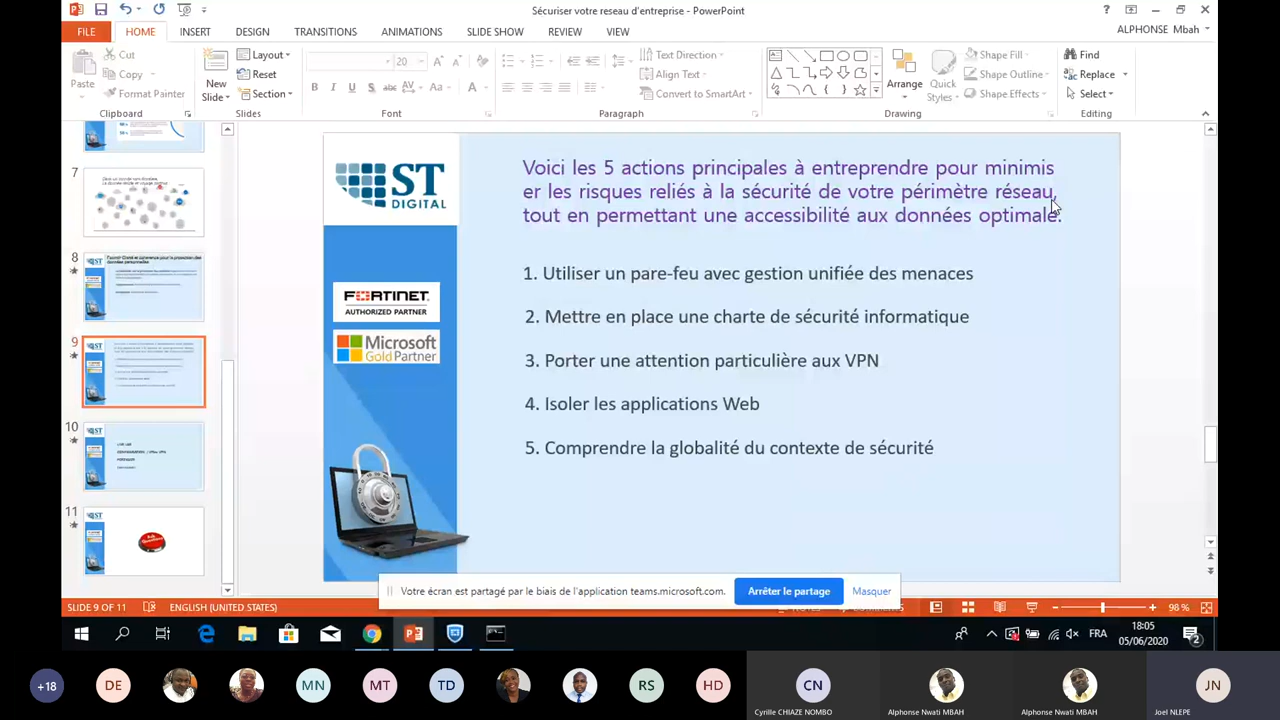 Sécuriser votre reseau d'entreprise - PowerPoint
FILE HOME INSERT DESIGN TRANSITIONS ANIMATIONS SLIDE SHOW REVIEW VIEW
ALPHONSE Mbah
Paste
Cut
Copy
Format Painter
Clipboard
New
Slide
Layout
Reset
Section
Slides
20
Font
Text Direction
Align Text
Convert to SmartArt
Paragraph
Arrange
Quick
Styles
Shape Fill
Shape Outline
Shape Effects
Drawing
Find
Replace
Select
Editing
7
8
9
10
11
ST
DIGITAL
FORTINET
AUTHORIZED PARTNER
Microsoft
Gold Partner
Voici les 5 actions principales à entreprendre pour minimis
er les risques reliés à la sécurité de votre périmètre réseau,
tout en permettant une accessibilité aux données optimale.
1. Utiliser un pare-feu avec gestion unifiée des menaces
2. Mettre en place une charte de sécurité informatique
3. Porter une attention particulière aux VPN
4. Isoler les applications Web
5. Comprendre la globalité du contexte de sécurité
Votre écran est partagé par le biais de l'application teams.microsoft.com.
Arrêter le partage
Masquer
SLIDE 9 OF 11
ENGLISH (UNITED STATES)
98 %
FRA
18:05
05/06/2020
2
+18 DE MN MT TD RS HD CN JN
Cyrille CHIAZE NOMBO
Alphonse Nwati MBAH
Alphonse Nwati MBAH
Joel NLEPE